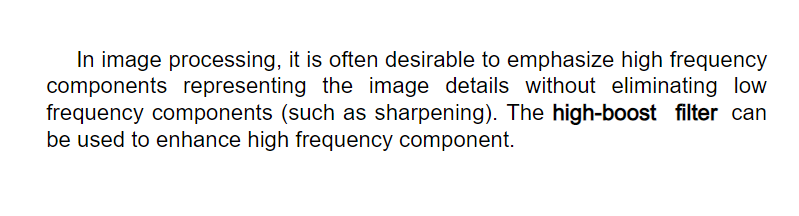 In image processing, it is often desirable to emphasize high frequency
components representing the image details without eliminating low
frequency components (such as sharpening). The high-boost filter can
be used to enhance high frequency component.